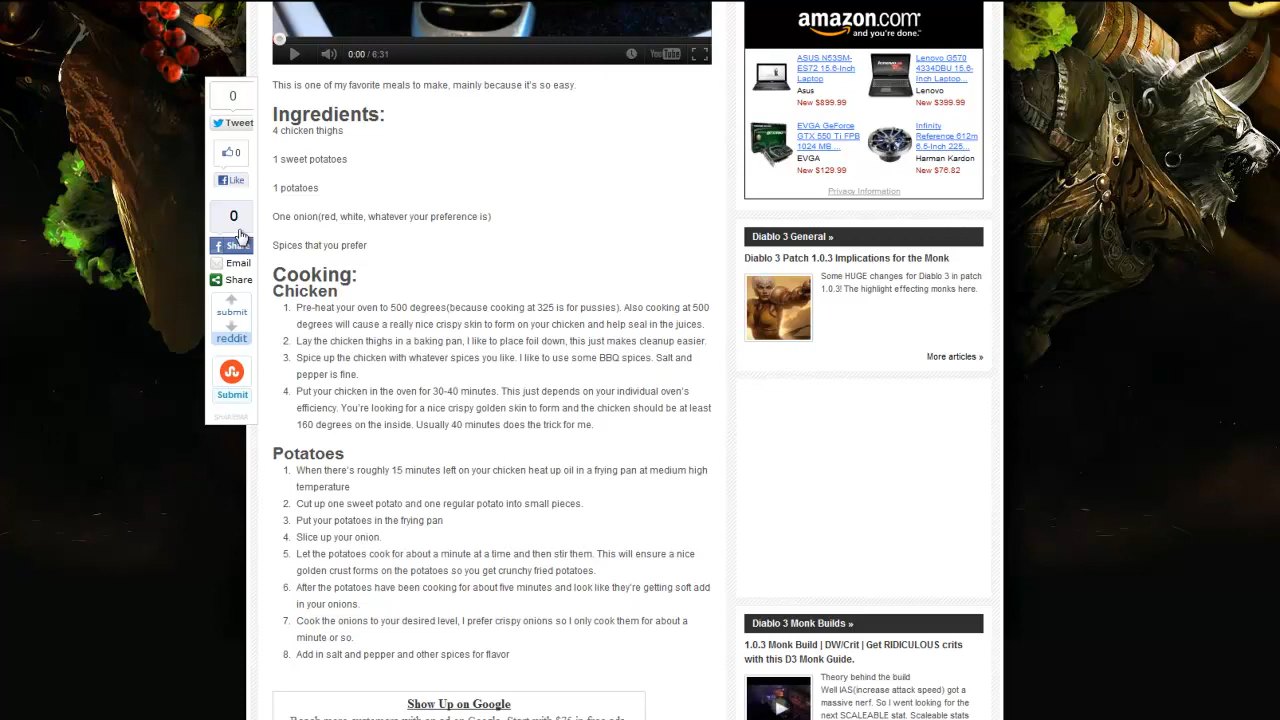 0:00 / 6:31
YouTube
This is one of my favorite meals to make, mainly because it's so easy.
Ingredients:
4 chicken thighs
1 sweet potatoes
1 potatoes
One onion(red, white, whatever your preference is)
Spices that you prefer
Cooking:
Chicken
1. Pre-heat your oven to 500 degrees(because cooking at 325 is for pussies). Also cooking at 500
degrees will cause a really nice crispy skin to form on your chicken and help seal in the juices.
2. Lay the chicken thighs in a baking pan, I like to place foil down, this just makes cleanup easier.
3. Spice up the chicken with whatever spices you like. I like to use some BBQ spices. Salt and
pepper is fine.
4. Put your chicken in the oven for 30-40 minutes. This just depends on your individual oven's
efficiency. You're looking for a nice crispy golden skin to form and the chicken should be at least
160 degrees on the inside. Usually 40 minutes does the trick for me.
Potatoes
1. When there's roughly 15 minutes left on your chicken heat up oil in a frying pan at medium high
temperature
2. Cut up one sweet potato and one regular potato into small pieces.
3. Put your potatoes in the frying pan
4. Slice up your onion.
5. Let the potatoes cook for about a minute at a time and then stir them. This will ensure a nice
golden crust forms on the potatoes so you get crunchy fried potatoes.
6. After the potatoes have been cooking for about five minutes and look like they're getting soft add
in your onions.
7. Cook the onions to your desired level, I prefer crispy onions so I only cook them for about a
minute or so.
8. Add in salt and pepper and other spices for flavor
Show Up on Google
Reach more customers with an ad on Google. Start with $75 in free ads
0
Tweet
0
Like
0
Share
Email
Share
submit
reddit
Submit
SHAREBAR
amazon.com
and you're done.™
ASUS N53SM-
ES72 15.6-Inch
Laptop
Asus
New $899.99
Lenovo G570
4334DBU 15.6-
Inch Laptop...
Lenovo
New $399.99
EVGA GeForce
GTX 550 Ti FPB
1024 MB ...
EVGA
New $129.99
Infinity
Reference 612m
6.5-Inch 225...
Harman Kardon
New $76.82
Privacy Information
Diablo 3 General »
Diablo 3 Patch 1.0.3 Implications for the Monk
Some HUGE changes for Diablo 3 in patch
1.0.3! The highlight effecting monks here.
More articles »
Diablo 3 Monk Builds »
1.0.3 Monk Build | DW/Crit | Get RIDICULOUS crits
with this D3 Monk Guide.
Theory behind the build
Well IAS(increase attack speed) got a
massive nerf. So I went looking for the
next SCALEABLE stat. Scaleable stats